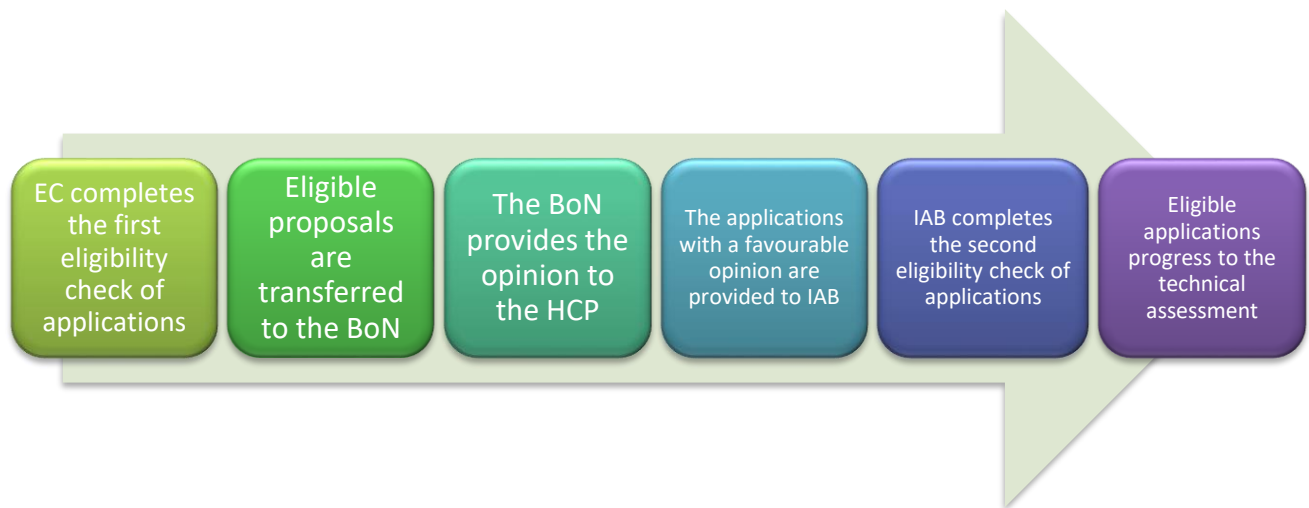 EC completes
the first
eligibility
check of
applications
Eligible
proposals
are
transferred
to the BoN
The BoN
provides the
opinion to
the HCP
The applications
with a favourable
opinion are
provided to IAB
IAB completes
the second
eligibility check of
applications
Eligible
applications
progress to the
technical
assessment